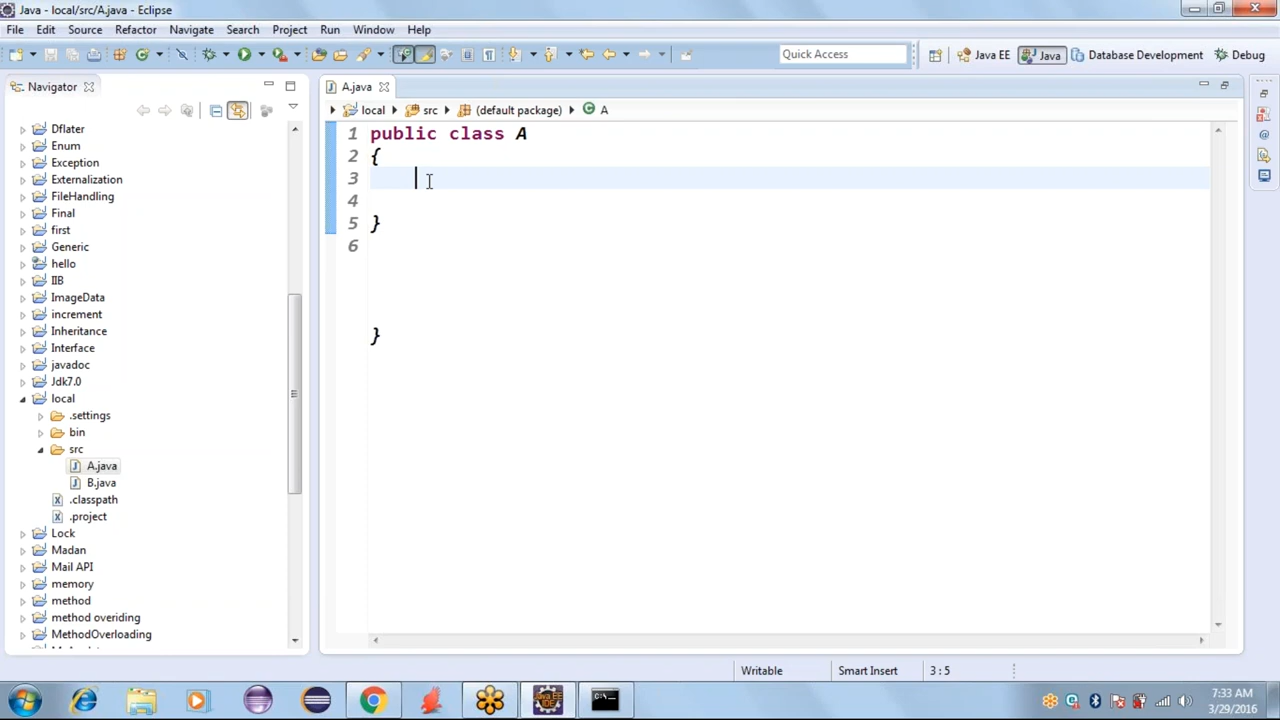 Java - local/src/A.java - Eclipse
File Edit Source Refactor Navigate Search Project Run Window Help
Quick Access
Java EE
Java
Database Development
Debug
Navigator
Dflater
Enum
Exception
Externalization
FileHandling
Final
first
Generic
hello
IIB
ImageData
increment
Inheritance
Interface
javadoc
Jdk7.0
local
.settings
bin
src
A.java
B.java
.classpath
.project
Lock
Madan
Mail API
memory
method
method overiding
MethodOverloading
A.java
local src (default package) A
1 public class A
2 {
3
4
5 }
6
}
Writable
Smart Insert
3 : 5
Java EE
IDE
7:33 AM
3/29/2016